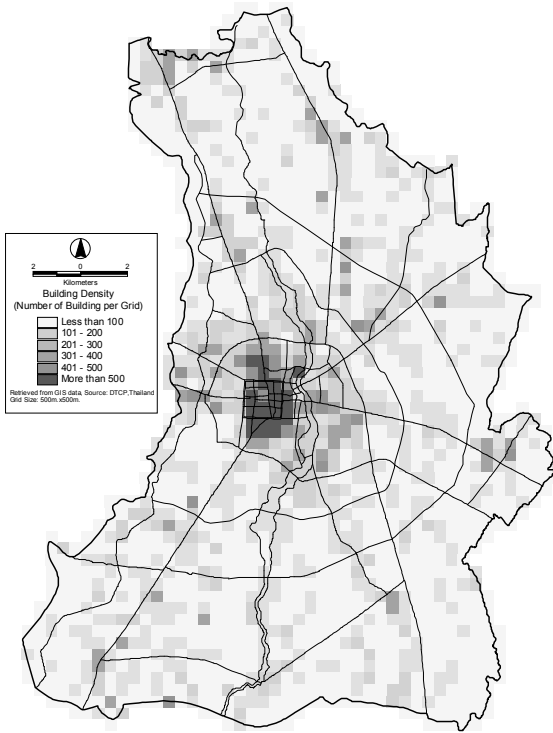 2 0 2
Kilometers
Building Density
(Number of Building per Grid)
Less than 100
101 - 200
201 - 300
301 - 400
401 - 500
More than 500
Retrieved from GIS data, Source: DTCP,Thailand
Grid Size: 500m.x500m.